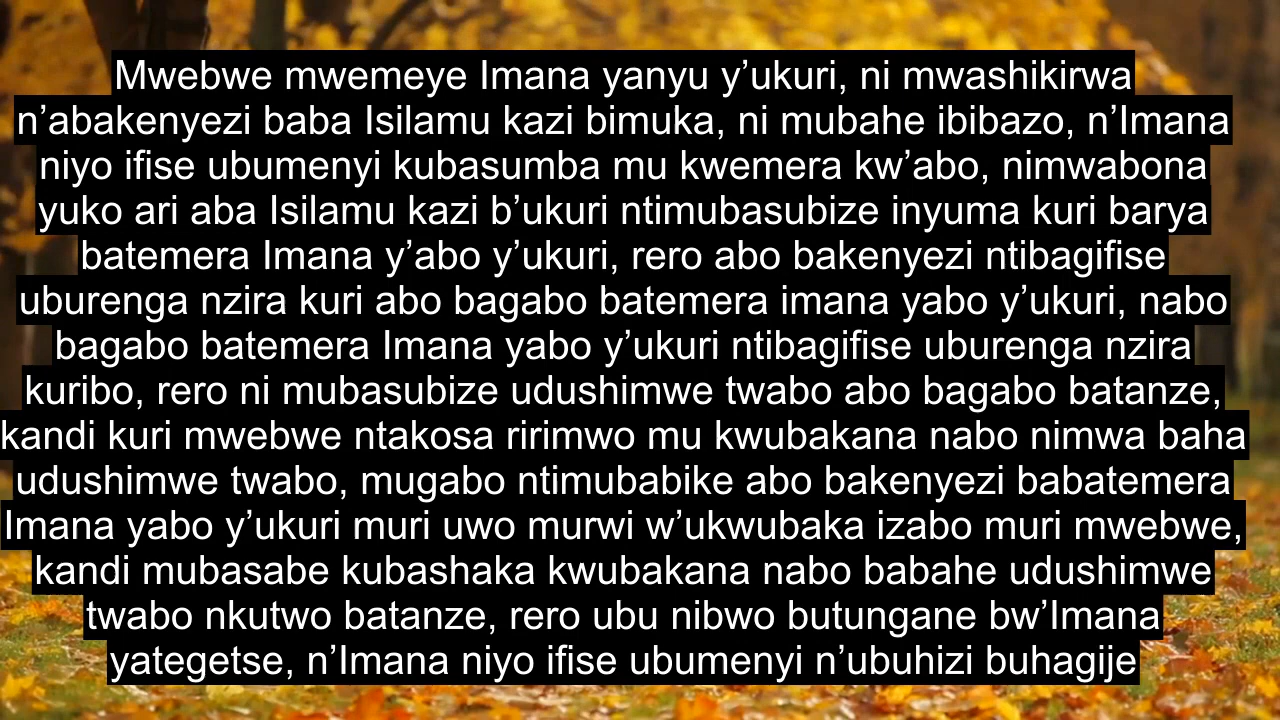 Mwebwe mwemeye Imana yanyu y’ukuri, ni mwashikirwa
n’abakenyezi baba Isilamu kazi bimuka, ni mubahe ibibazo, n’Imana
niyo ifise ubumenyi kubasumba mu kwemera kw’abo, nimwabona
yuko ari aba Isilamu kazi b’ukuri ntimubasubize inyuma kuri barya
batemera Imana y’abo y’ukuri, rero abo bakenyezi ntibagifise
uburenga nzira kuri abo bagabo batemera imana yabo y’ukuri, nabo
bagabo batemera Imana yabo y’ukuri ntibagifise uburenga nzira
kuribo, rero ni mubasubize udushimwe twabo abo bagabo batanze,
kandi kuri mwebwe ntakosa ririmwo mu kwubakana nabo nimwa baha
udushimwe twabo, mugabo ntimubabike abo bakenyezi babatemera
Imana yabo y’ukuri muri uwo murwi w’ukwubaka izabo muri mwebwe,
kandi mubasabe kubashaka kwubakana nabo babahe udushimwe
twabo nkutwo batanze, rero ubu nibwo butungane bw’Imana
yategetse, n’Imana niyo ifise ubumenyi n’ubuhizi buhagije